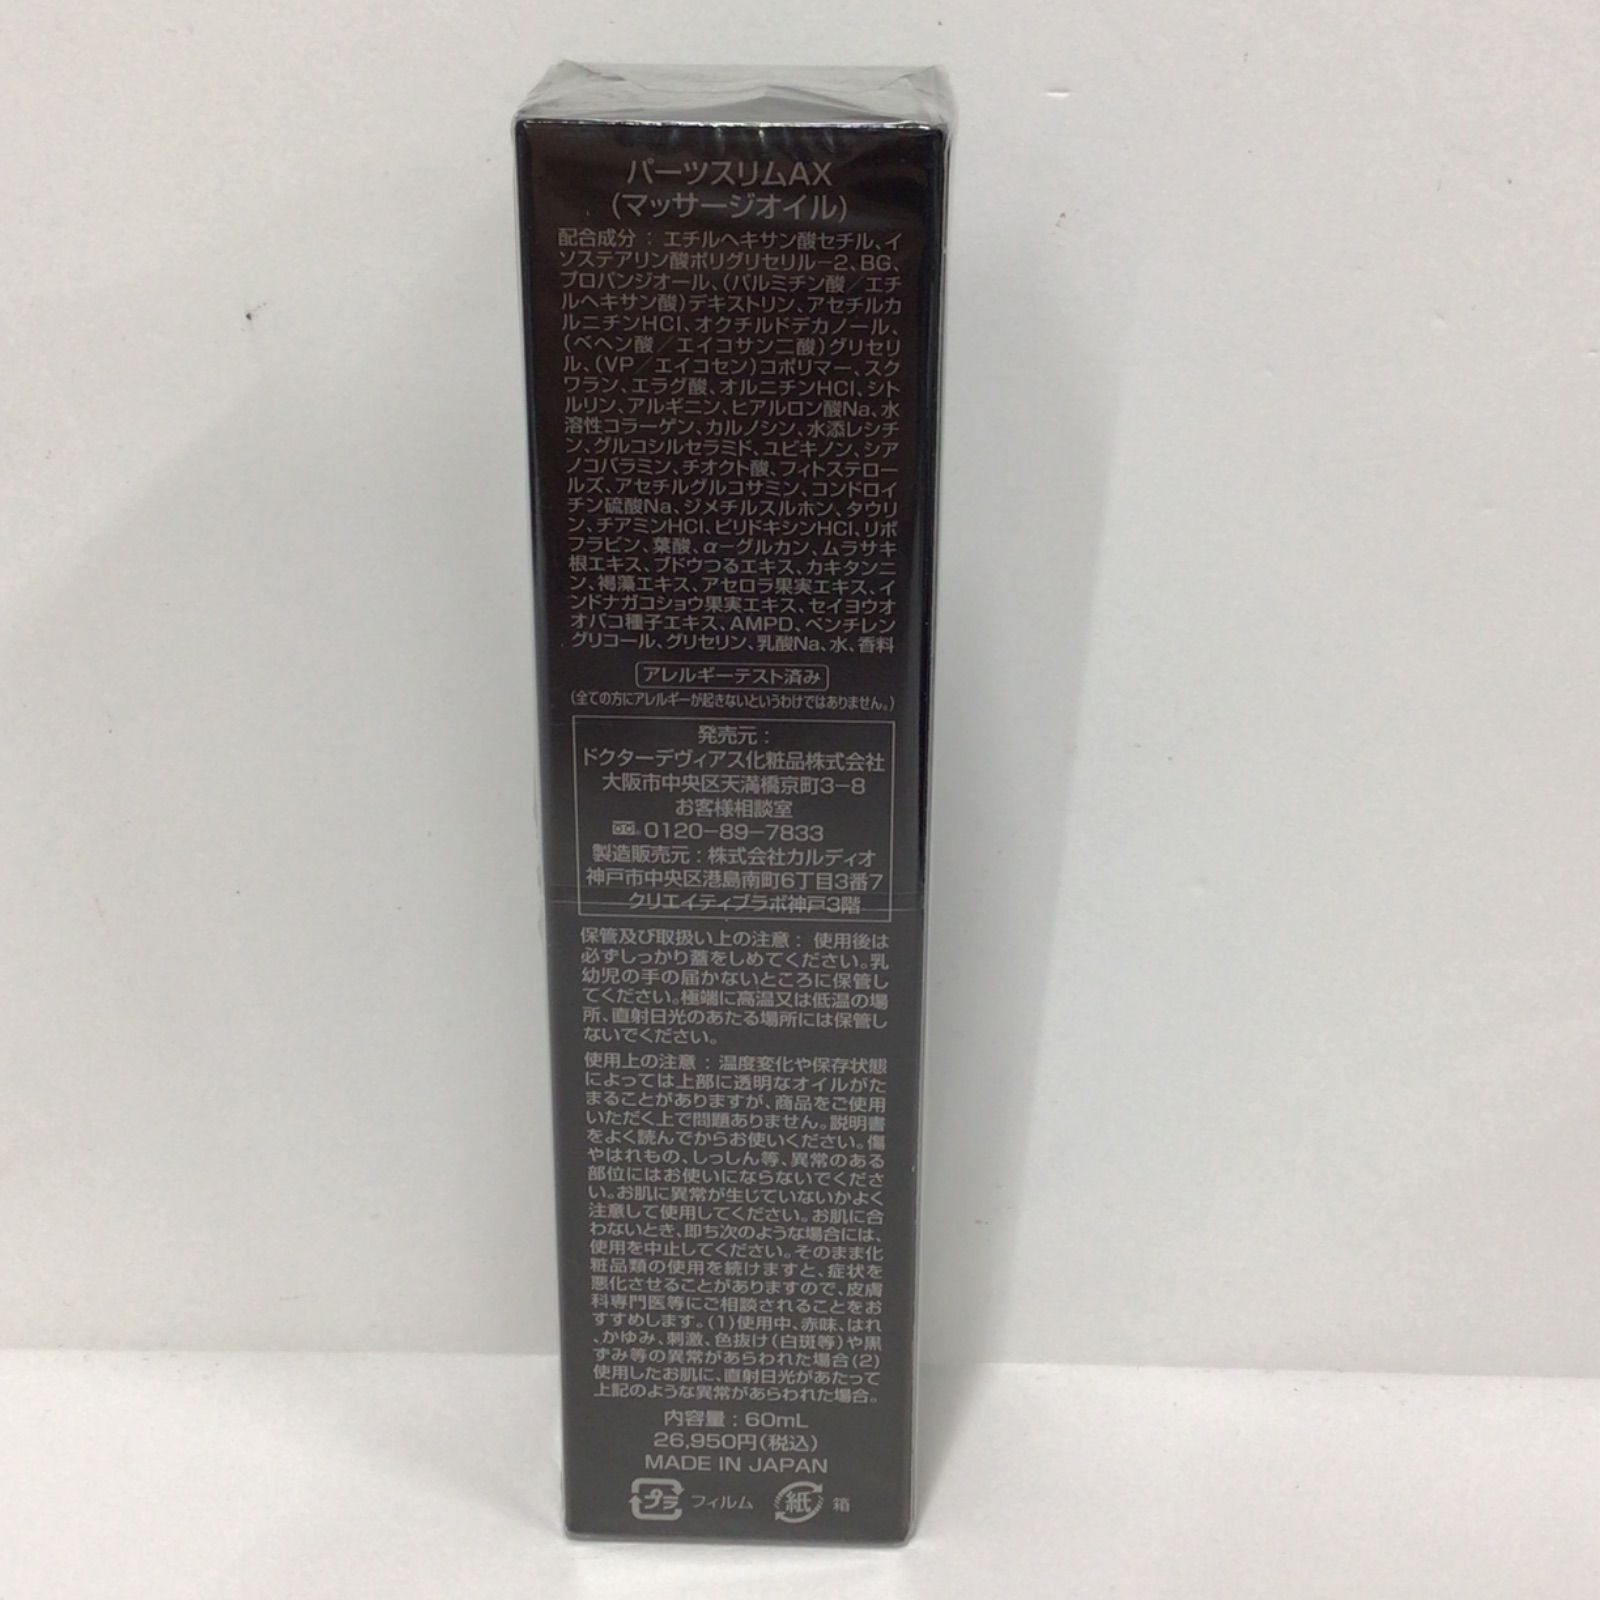 パーツスリムAX
(マッサージオイル)
配合成分：エチルヘキサン酸セチル、イ
ソステアリン酸ポリグリセリル-2、BG、
プロパンジオール、(パルミチン酸／エチ
ルヘキサン酸)デキストリン、アセチルカ
ルニチンHCl、オクチルドデカノール、
(ベヘン酸／エイコサン二酸)グリセリ
ル、(VP／エイコセン)コポリマー、スク
ワラン、エラグ酸、オルニチンHCl、シト
ルリン、アルギニン、ヒアルロン酸Na、水
溶性コラーゲン、カルノシン、水添レシチ
ン、グルコシルセラミド、ユビキノン、シア
ノコバラミン、チオクト酸、フィトステロー
ルズ、アセチルグルコサミン、コンドロイ
チン硫酸Na、ジメチルスルホン、タウリ
ン、チアミンHCl、ピリドキシンHCl、リボ
フラビン、葉酸、α-グルカン、ムラサキ
根エキス、ブドウつるエキス、カキタンニ
ン、褐藻エキス、アセロラ果実エキス、イ
ンドナガコショウ果実エキス、セイヨウオ
オバコ種子エキス、AMPD、ペンチレン
グリコール、グリセリン、乳酸Na、水、香料
アレルギーテスト済み
(全ての方にアレルギーが起きないというわけではありません。)
発売元：
ドクターデヴィアス化粧品株式会社
大阪市中央区天満橋京町3-8
お客様相談室
0120-89-7833
製造販売元：株式会社カルディオ
神戸市中央区港島南町6丁目3番7
クリエイティブラボ神戸3階
保管及び取扱い上の注意：使用後は
必ずしっかり蓋をしめてください。乳
幼児の手の届かないところに保管し
てください。極端に高温又は低温の場
所、直射日光のあたる場所には保管し
ないでください。
使用上の注意：温度変化や保存状態
によっては上部に透明なオイルがた
まることがありますが、商品をご使用
いただく上で問題ありません。説明書
をよく読んでからお使いください。傷
やはれもの、しっしん等、異常のある
部位にはお使いにならないでくださ
い。お肌に異常が生じていないかよく
注意して使用してください。お肌に合
わないとき、即ち次のような場合には、
使用を中止してください。そのまま化
粧品類の使用を続けますと、症状を
悪化させることがありますので、皮膚
科専門医等にご相談されることをお
すすめします。(1)使用中、赤味、はれ
、かゆみ、刺激、色抜け(白斑等)や黒
ずみ等の異常があらわれた場合(2)
使用したお肌に、直射日光があたって
上記のような異常があらわれた場合。
内容量：60mL
26,950円(税込)
MADE IN JAPAN
プラ フィルム 紙 箱